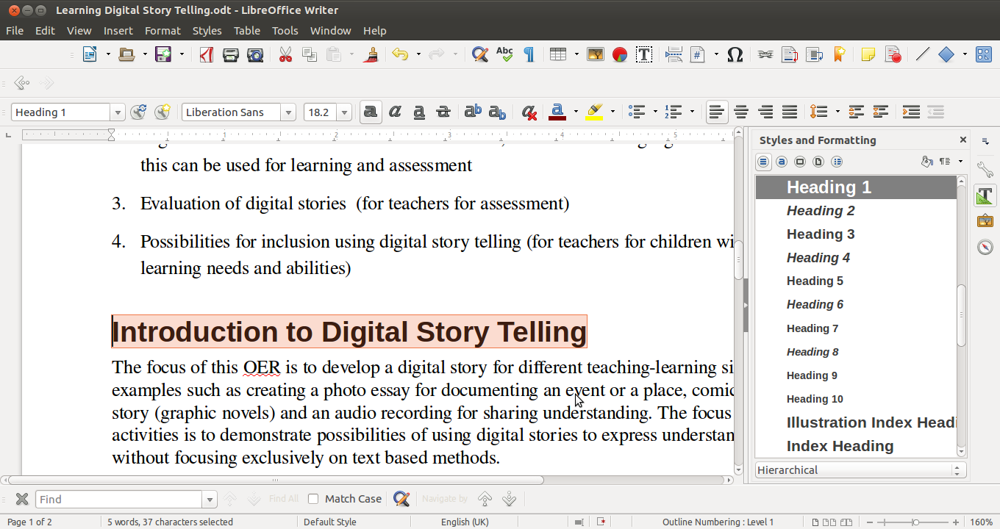 Learning Digital Story Telling.odt - LibreOffice Writer
File Edit View Insert Format Styles Table Tools Window Help
Abc
Heading 1 Liberation Sans 18.2
1 2 3 4 5
this can be used for learning and assessment
3. Evaluation of digital stories (for teachers for assessment)
4. Possibilities for inclusion using digital story telling (for teachers for children wi
learning needs and abilities)
Introduction to Digital Story Telling
The focus of this OER is to develop a digital story for different teaching-learning si
examples such as creating a photo essay for documenting an event or a place, comic
story (graphic novels) and an audio recording for sharing understanding. The focus
activities is to demonstrate possibilities of using digital stories to express understan
without focusing exclusively on text based methods.
Styles and Formatting
Heading 1
Heading 2
Heading 3
Heading 4
Heading 5
Heading 6
Heading 7
Heading 8
Heading 9
Heading 10
Illustration Index Headi
Index Heading
Hierarchical
Find Find All Match Case Navigate by
Page 1 of 2 5 words, 37 characters selected Default Style English (UK) Outline Numbering : Level 1 160%